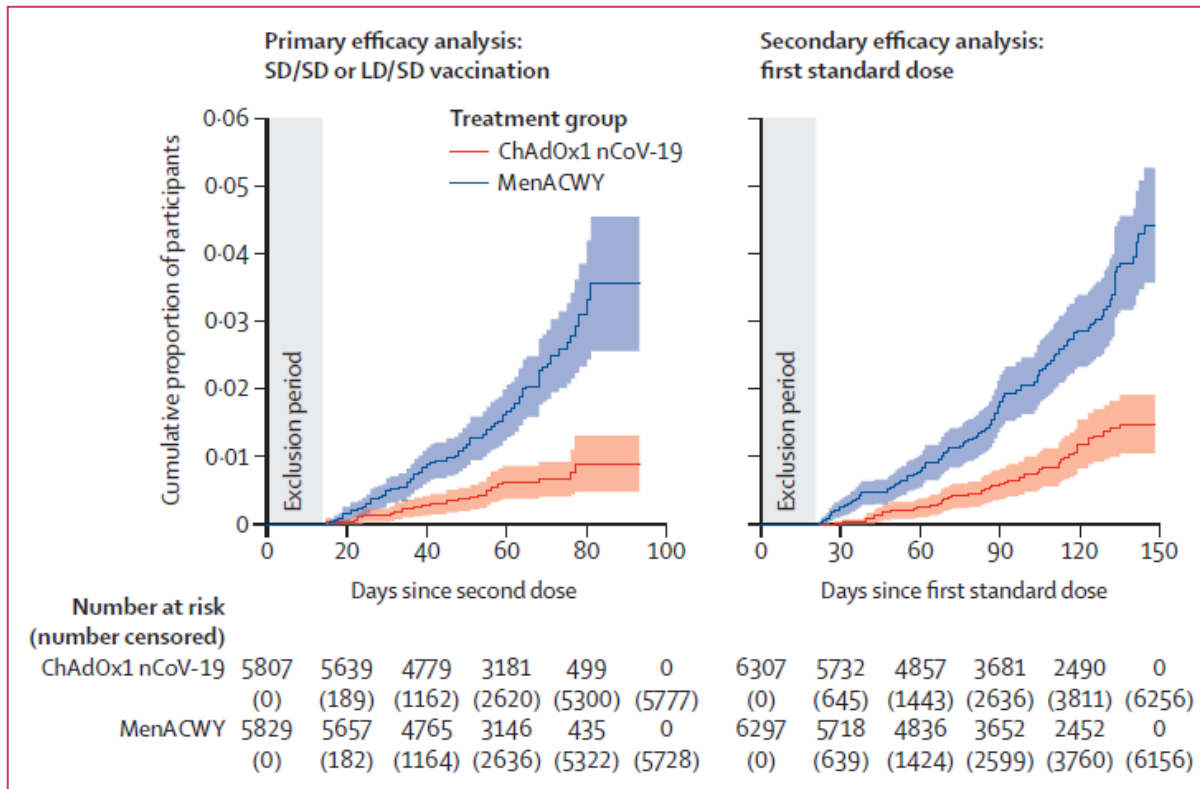 Primary efficacy analysis:
SD/SD or LD/SD vaccination
Secondary efficacy analysis:
first standard dose
Treatment group
ChAdOx1 nCoV-19
MenACWY
Cumulative proportion of participants
0·06
0·05
0·04
0·03
0·02
0·01
0
Exclusion period
Exclusion period
0 20 40 60 80 100
0 30 60 90 120 150
Days since second dose
Days since first standard dose
Number at risk
(number censored)
ChAdOx1 nCoV-19 5807 5639 4779 3181 499 0 6307 5732 4857 3681 2490 0
(0) (189) (1162) (2620) (5300) (5777) (0) (645) (1443) (2636) (3811) (6256)
MenACWY 5829 5657 4765 3146 435 0 6297 5718 4836 3652 2452 0
(0) (182) (1164) (2636) (5322) (5728) (0) (639) (1424) (2599) (3760) (6156)